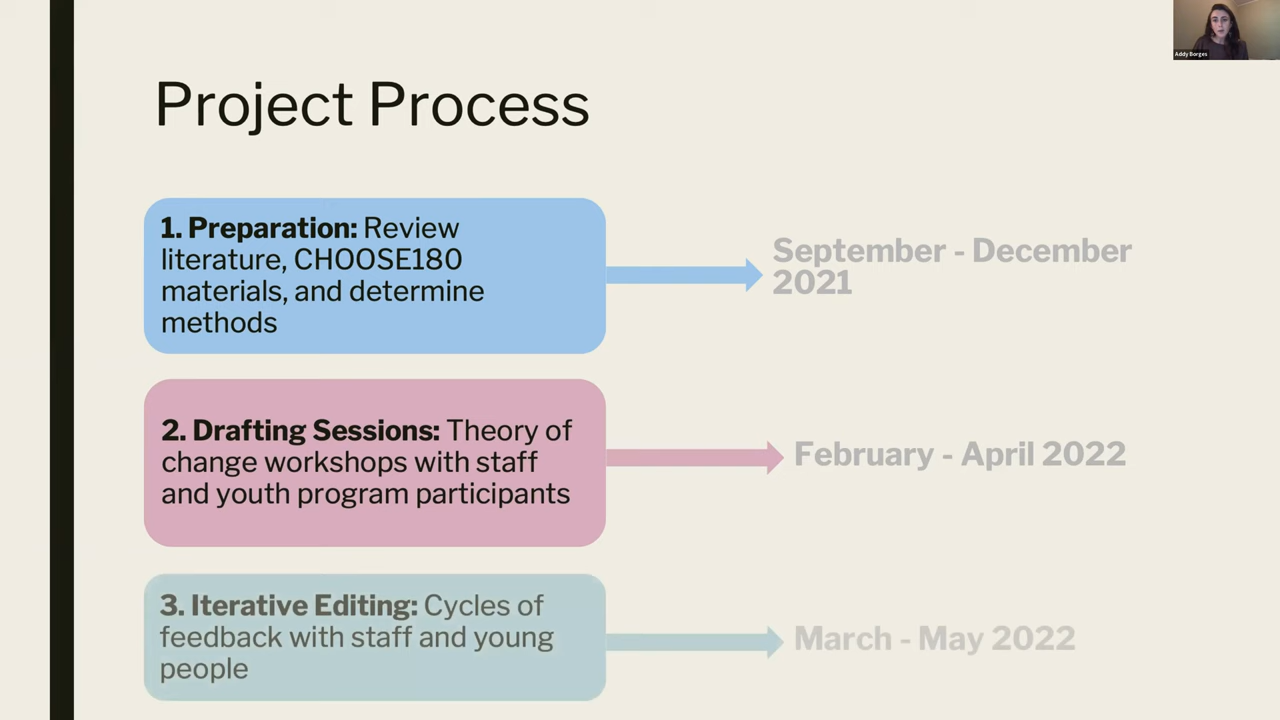 Addy Borges
Project Process
1. Preparation: Review
literature, CHOOSE180
materials, and determine
methods
September - December
2021
2. Drafting Sessions: Theory of
change workshops with staff
and youth program participants
February - April 2022
3. Iterative Editing: Cycles of
feedback with staff and young
people
March - May 2022